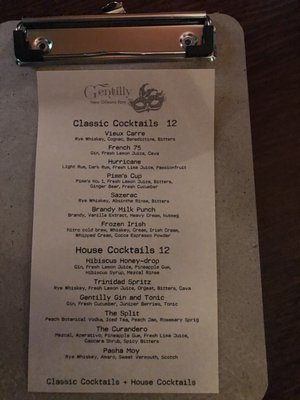 Gentilly
New Orleans Fare
Classic Cocktails 12
Vieux Carre
Rye Whiskey, Cognac, Benedictine, Bitters
French 75
Gin, Fresh Lemon Juice, Cava
Hurricane
Light Rum, Dark Rum, Fresh Lime Juice, Passionfruit
Pimm's Cup
Pimm's No. 1, Fresh Lemon Juice, Bitters,
Ginger Beer, Fresh Cucumber
Sazerac
Rye Whiskey, Absinthe Rinse, Bitters
Brandy Milk Punch
Brandy, Vanilla Extract, Heavy Cream, Nutmeg
Frozen Irish
Nitro cold brew, Whiskey, Cream, Irish Cream,
Whipped Cream, Cocoa Espresso Powder
House Cocktails 12
Hibiscus Honey-drop
Gin, Fresh Lemon Juice, Pineapple Gum,
Hibiscus Syrup, Mezcal Rinse
Trinidad Spritz
Rye Whiskey, Fresh Lemon Juice, Orgeat, Bitters, Cava
Gentilly Gin and Tonic
Gin, Fresh Cucumber, Juniper Berries, Tonic
The Split
Peach Botanical Vodka, Iced Tea, Peach Jam, Rosemary Sprig
The Curandero
Mezcal, Aperativo, Pineapple Gum, Fresh Lime Juice,
Cascara Shrub, Spicy Bitters
Pasha Moy
Rye Whiskey, Amaro, Sweet Vermouth, Scotch
Classic Cocktails + House Cocktails